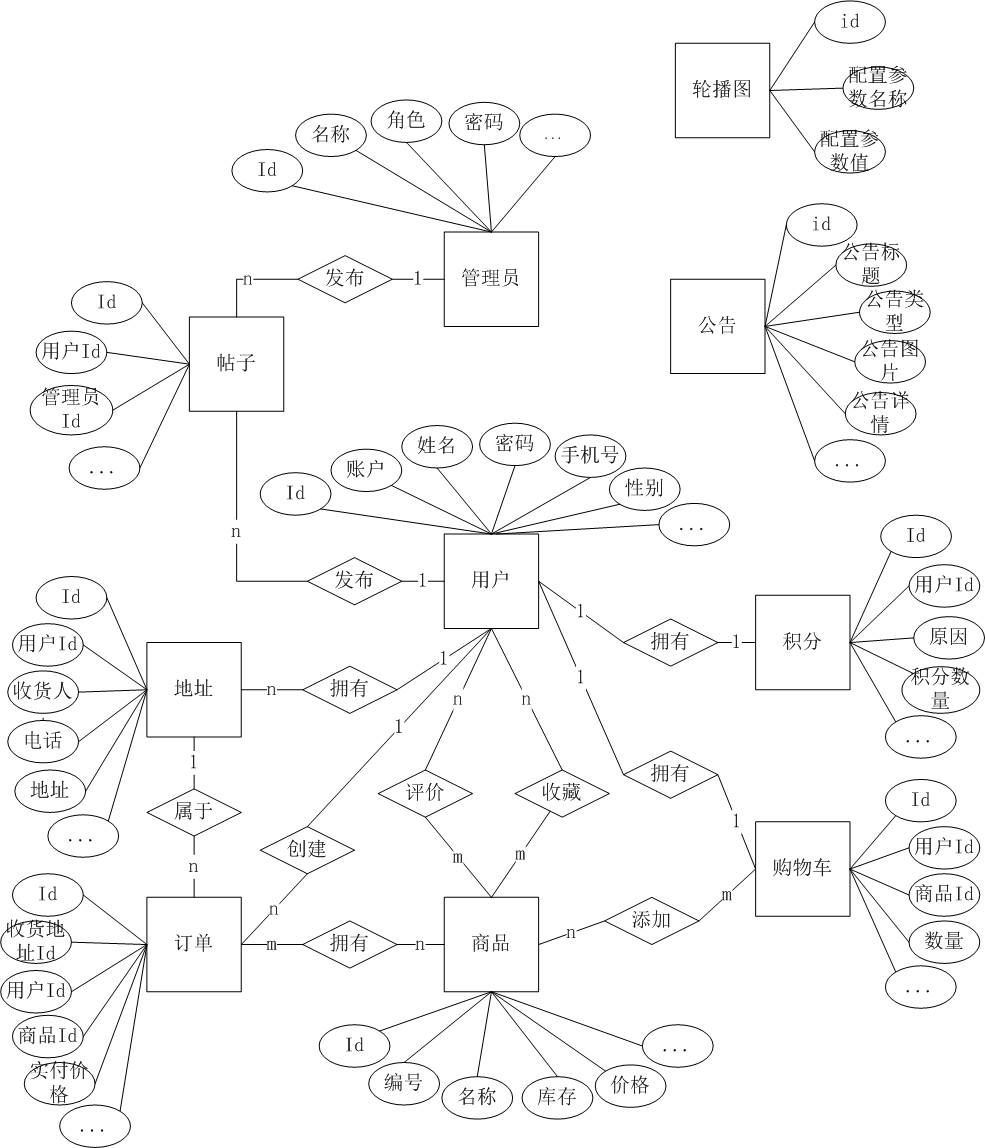 id
轮播图
配置参
数名称
配置参
数值
名称
角色
密码
...
Id
管理员
n
发布
1
id
公告标
题
公告
公告类
型
公告图
片
公告详
情
...
Id
帖子
用户Id
管理员
Id
...
n
发布
1
Id
账户
姓名
密码
手机号
性别
...
用户
Id
用户Id
收货人
电话
地址
...
地址
n
拥有
1
1
拥有
1
积分
Id
用户Id
原因
积分数
量
...
1
属于
n
1
创建
n
n
评价
m
n
收藏
m
1
拥有
1
购物车
Id
用户Id
商品Id
数量
...
Id
收货地
址Id
用户Id
商品Id
实付价
格
...
订单
m
拥有
n
商品
n
添加
m
Id
编号
名称
库存
价格
...